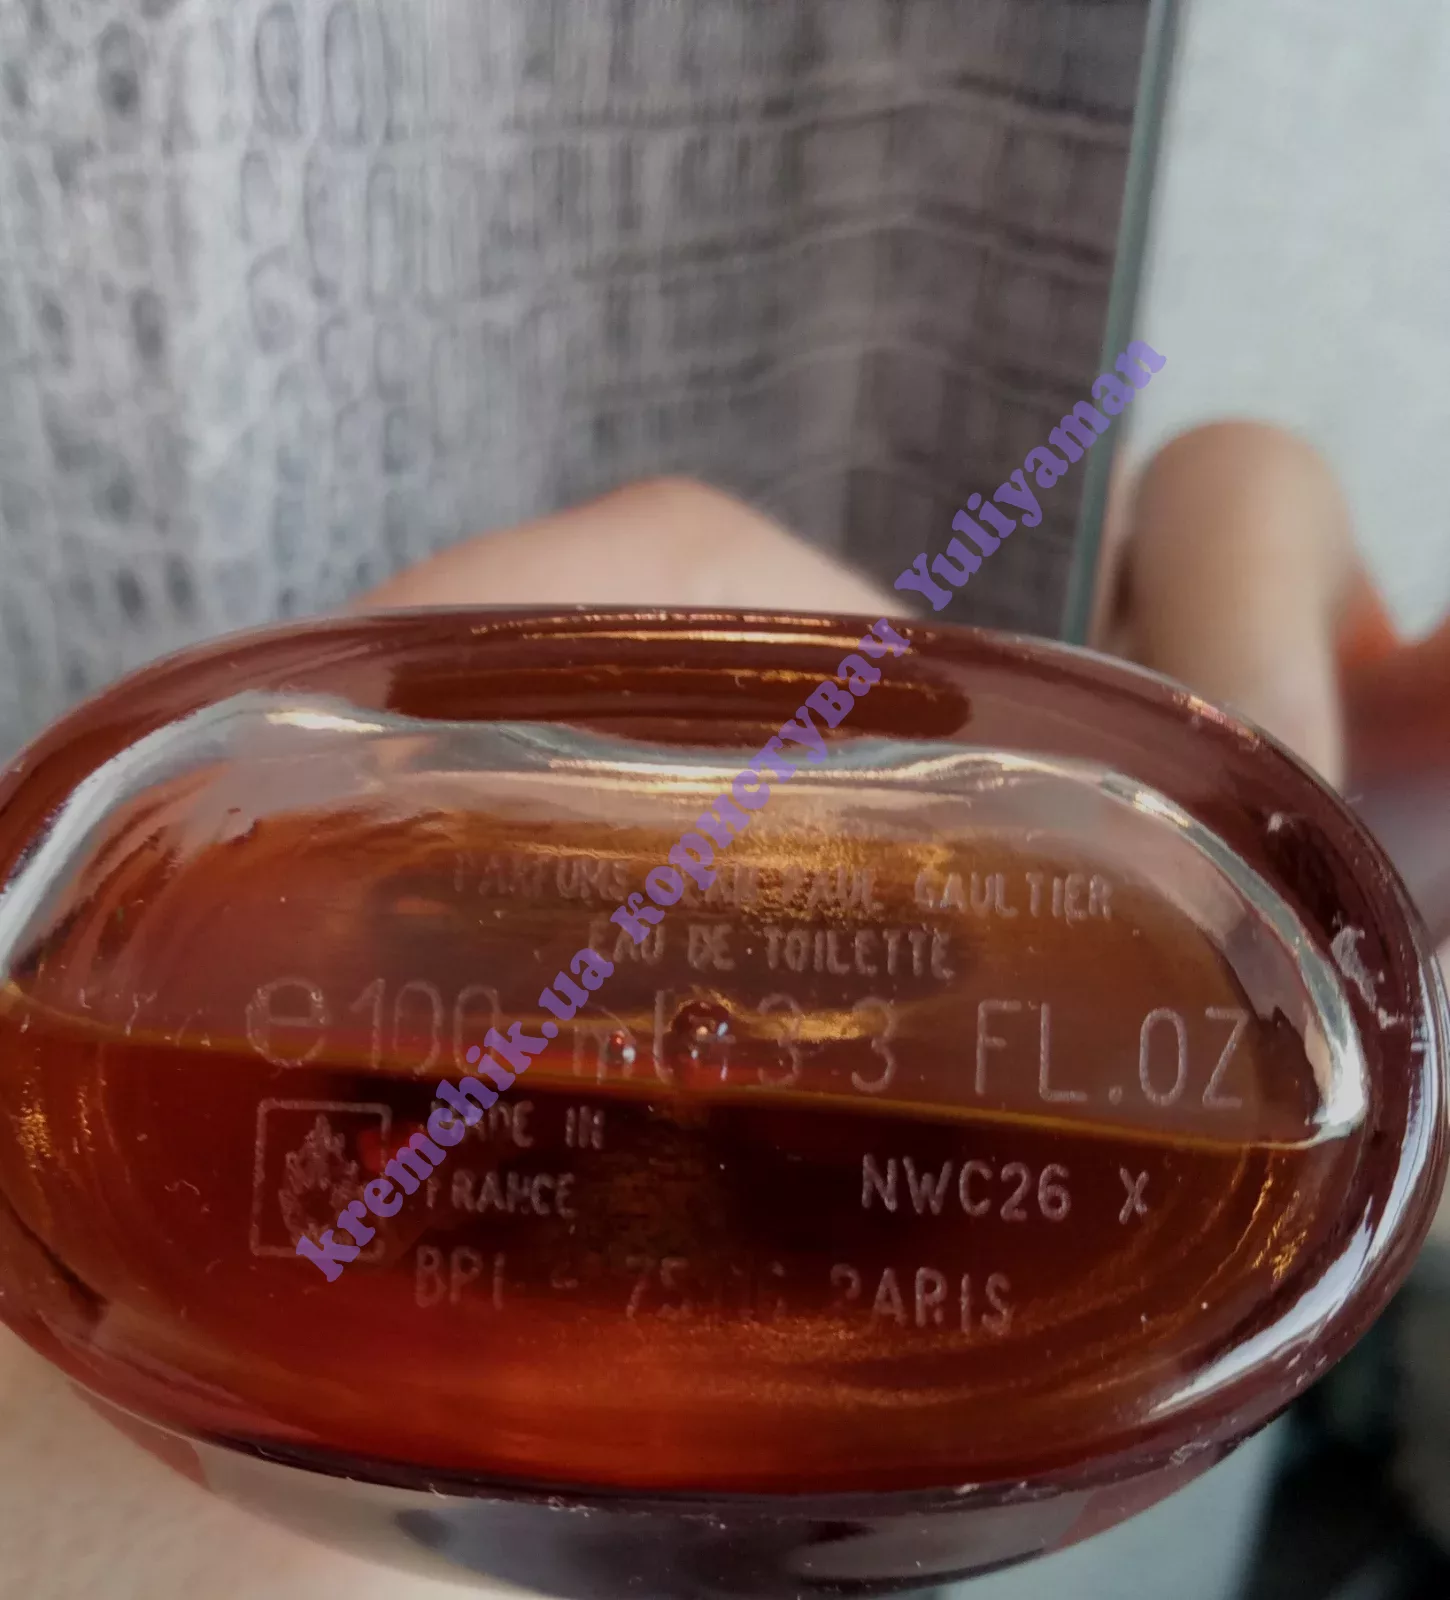 PARFUMS JEAN PAUL GAULTIER
EAU DE TOILETTE
e 100 ml 3.3 FL.OZ
MADE IN
FRANCE
NWC26 X
BPI - PARIS
kremchik.ua користувач Yuliyaman